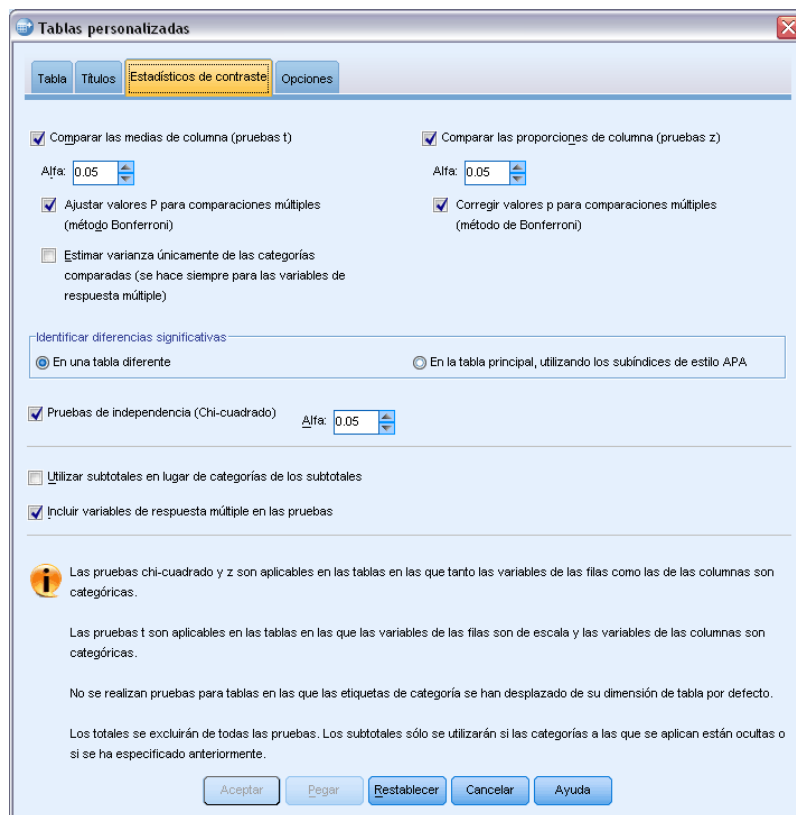 Tablas personalizadas
Tabla Títulos Estadísticos de contraste Opciones
Comparar las medias de columna (pruebas t)
Alfa: 0.05
Ajustar valores P para comparaciones múltiples
(método Bonferroni)
Estimar varianza únicamente de las categorías
comparadas (se hace siempre para las variables de
respuesta múltiple)
Comparar las proporciones de columna (pruebas z)
Alfa: 0.05
Corregir valores p para comparaciones múltiples
(método de Bonferroni)
Identificar diferencias significativas
En una tabla diferente
En la tabla principal, utilizando los subíndices de estilo APA
Pruebas de independencia (Chi-cuadrado) Alfa: 0.05
Utilizar subtotales en lugar de categorías de los subtotales
Incluir variables de respuesta múltiple en las pruebas
Las pruebas chi-cuadrado y z son aplicables en las tablas en las que tanto las variables de las filas como las de las columnas son
categóricas.
Las pruebas t son aplicables en las tablas en las que las variables de las filas son de escala y las variables de las columnas son
categóricas.
No se realizan pruebas para tablas en las que las etiquetas de categoría se han desplazado de su dimensión de tabla por defecto.
Los totales se excluirán de todas las pruebas. Los subtotales sólo se utilizarán si las categorías a las que se aplican están ocultas o
si se ha especificado anteriormente.
Aceptar Pegar Restablecer Cancelar Ayuda